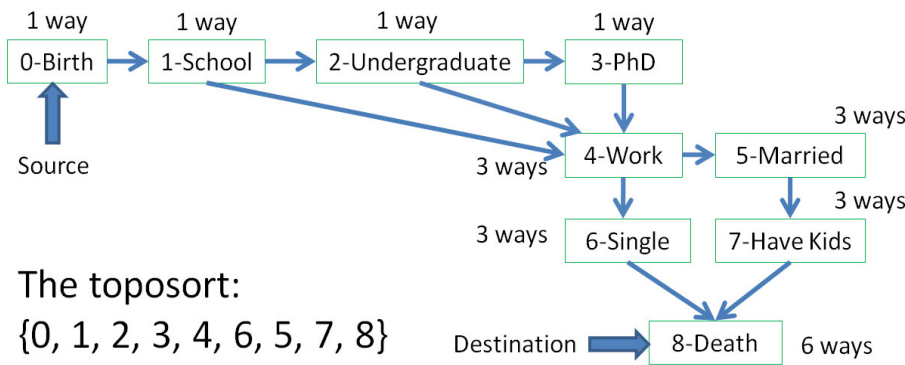 1 way
1 way
1 way
1 way
0-Birth
1-School
2-Undergraduate
3-PhD
3 ways
Source
3 ways
4-Work
5-Married
3 ways
3 ways
6-Single
7-Have Kids
The toposort:
{0, 1, 2, 3, 4, 6, 5, 7, 8}
Destination
8-Death
6 ways